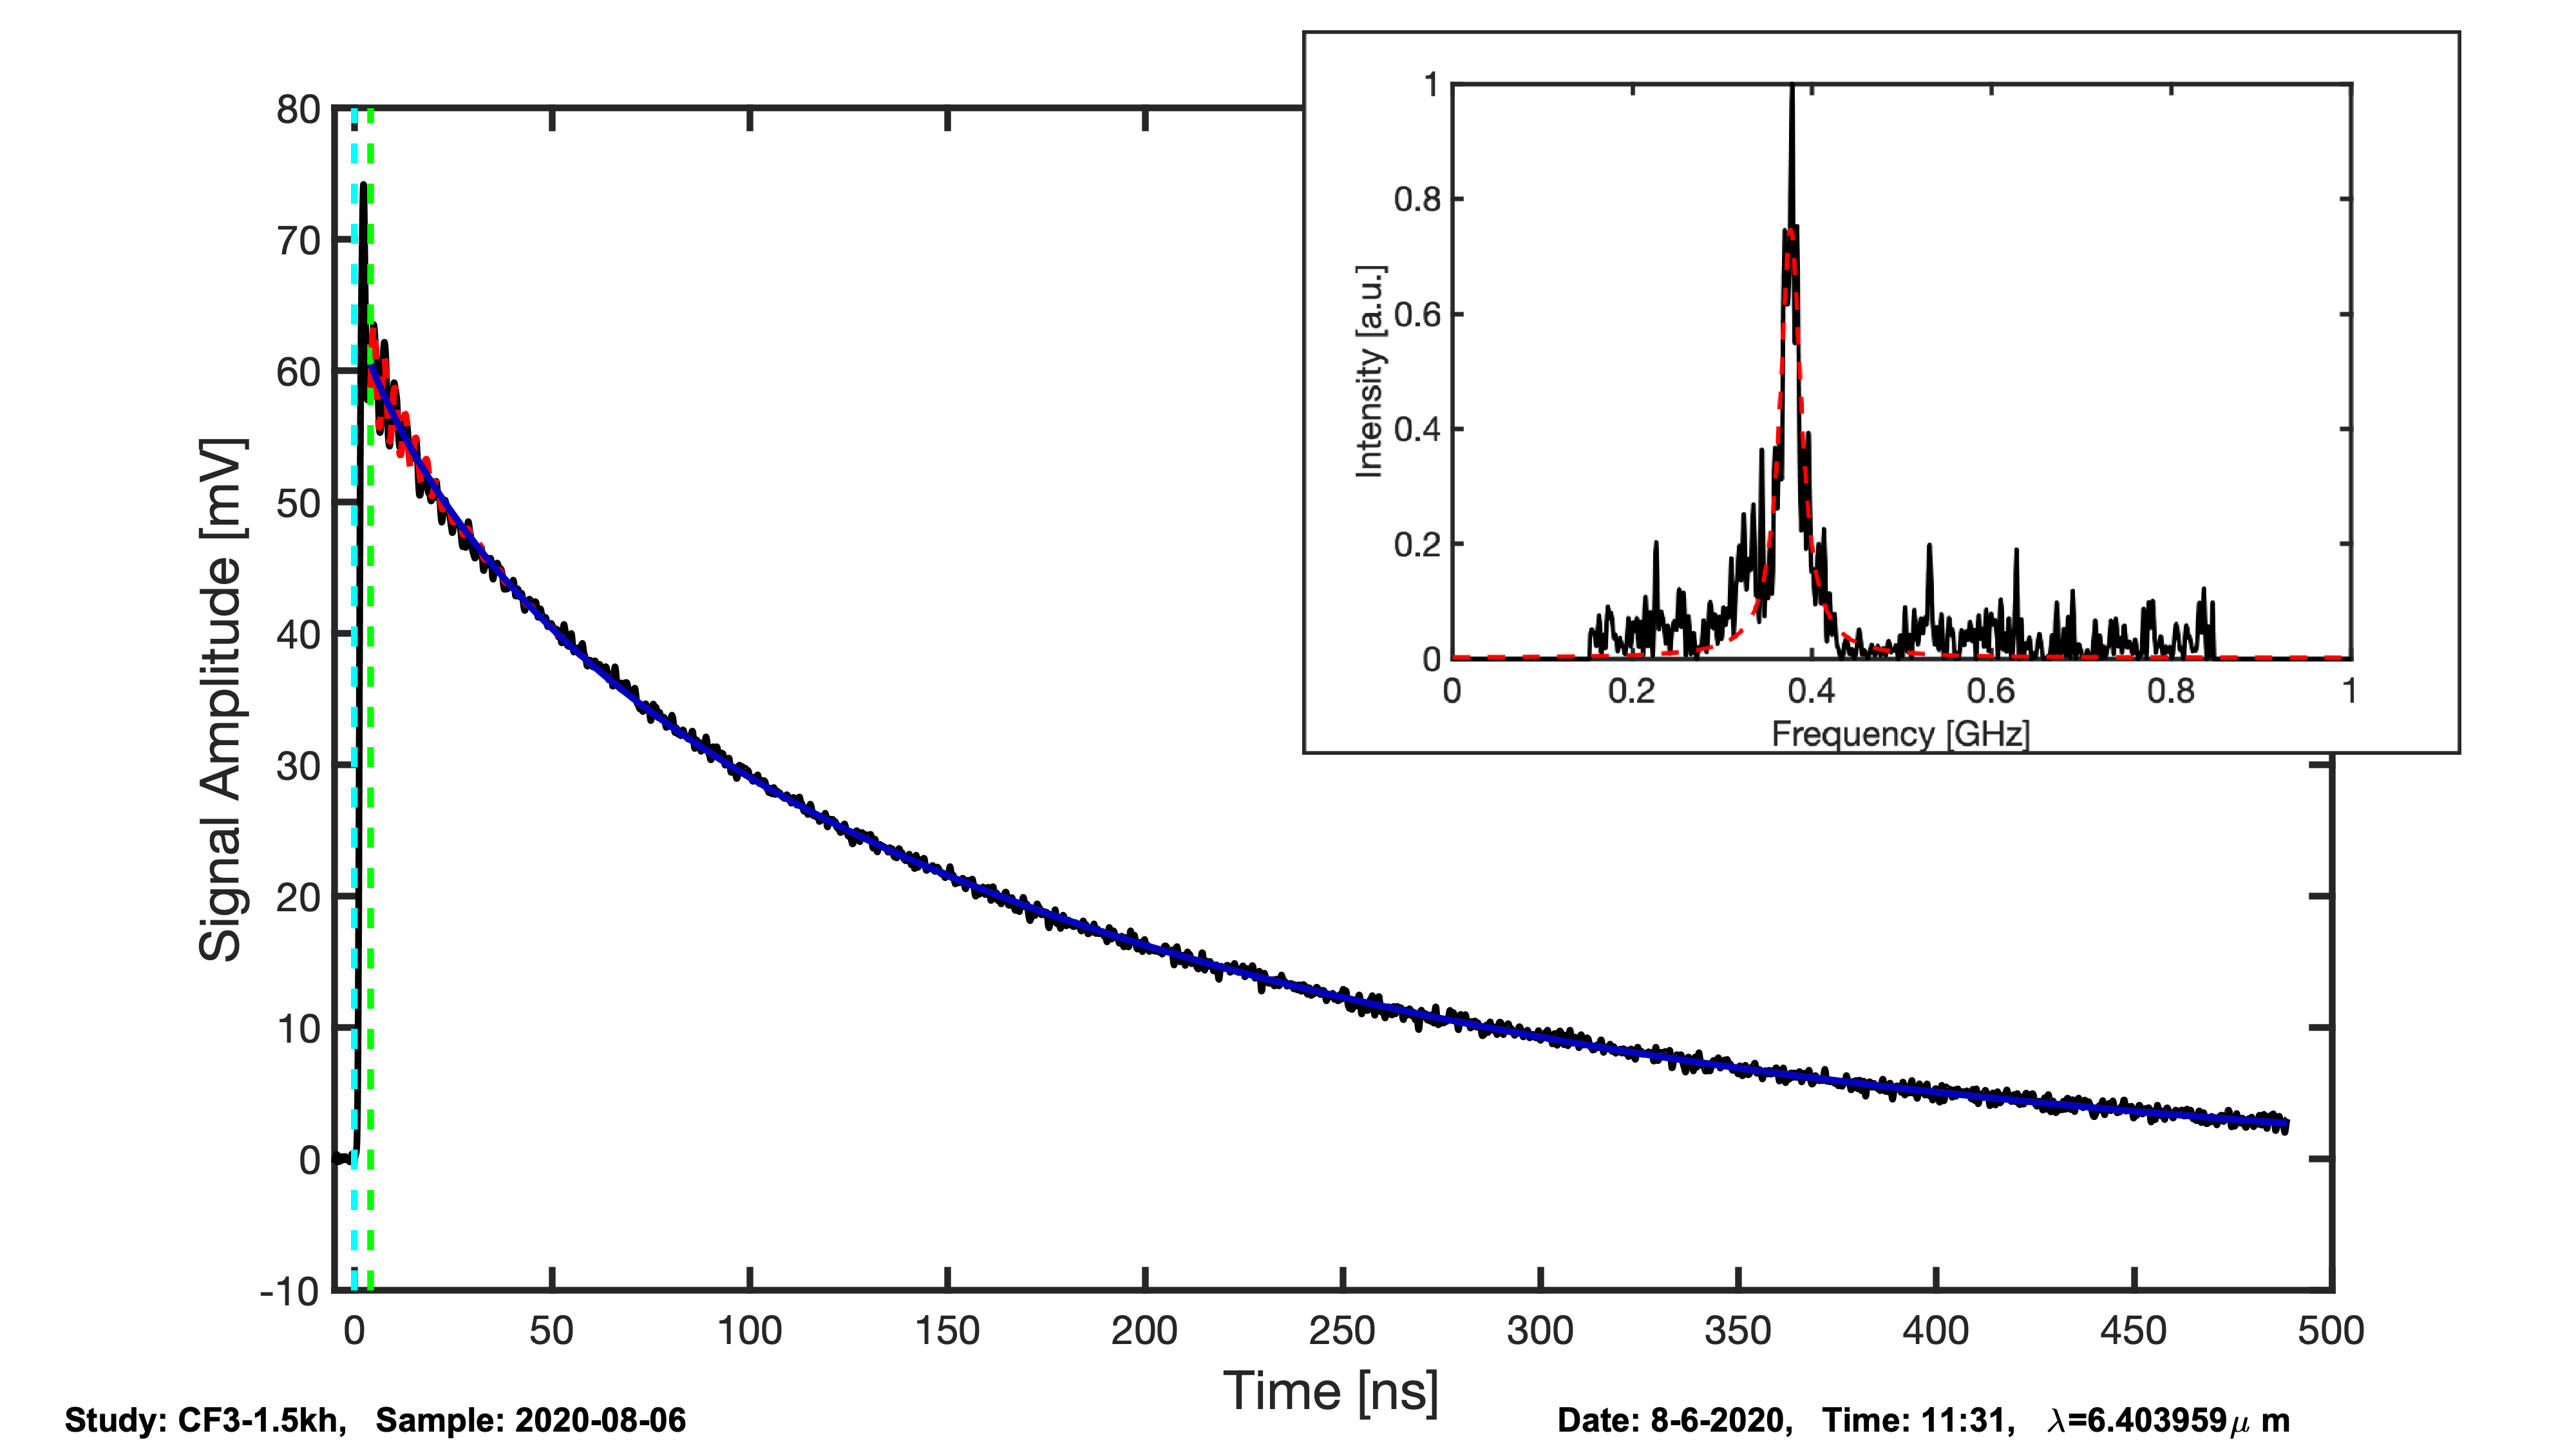 80
70
60
50
40
30
20
10
0
-10
Signal Amplitude [mV]
0 50 100 150 200 250 300 350 400 450 500
Time [ns]
1
0.8
0.6
0.4
0.2
0
Intensity [a.u.]
0 0.2 0.4 0.6 0.8 1
Frequency [GHz]
Study: CF3-1.5kh, Sample: 2020-08-06
Date: 8-6-2020, Time: 11:31, λ=6.403959μ m